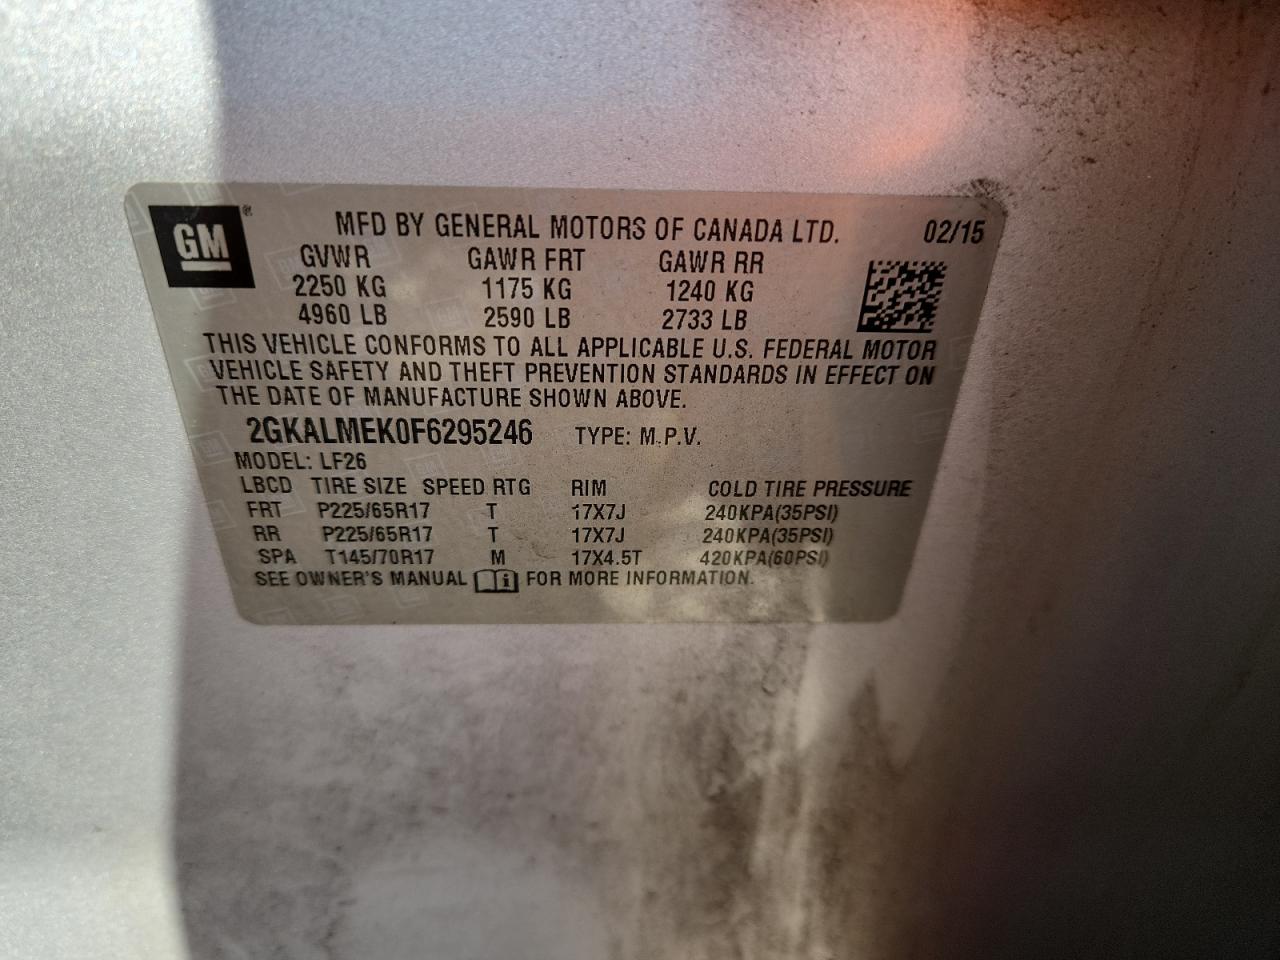 GM®
MFD BY GENERAL MOTORS OF CANADA LTD. 02/15
GVWR GAWR FRT GAWR RR
2250 KG 1175 KG 1240 KG
4960 LB 2590 LB 2733 LB
THIS VEHICLE CONFORMS TO ALL APPLICABLE U.S. FEDERAL MOTOR
VEHICLE SAFETY AND THEFT PREVENTION STANDARDS IN EFFECT ON
THE DATE OF MANUFACTURE SHOWN ABOVE.
2GKALMEK0F6295246 TYPE: M.P.V.
MODEL: LF26
LBCD TIRE SIZE SPEED RTG RIM COLD TIRE PRESSURE
FRT P225/65R17 T 17X7J 240KPA(35PSI)
RR P225/65R17 T 17X7J 240KPA(35PSI)
SPA T145/70R17 M 17X4.5T 420KPA(60PSI)
SEE OWNER'S MANUAL i FOR MORE INFORMATION.